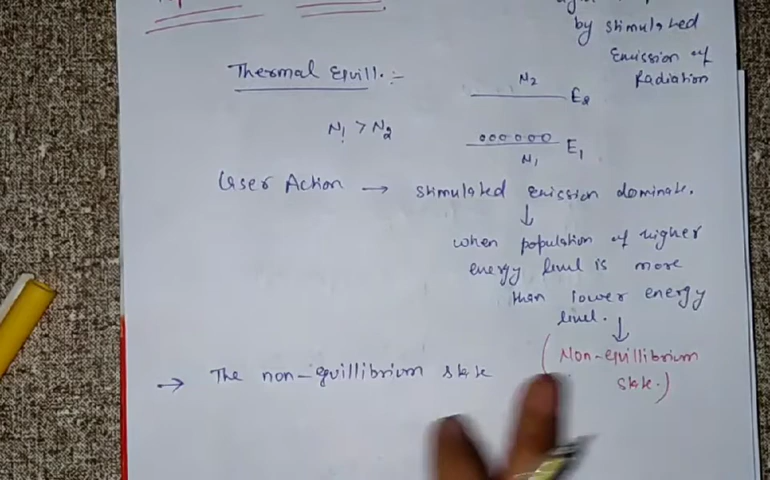 by stimulated
Emission of
Radiation
Thermal Equill. :-
N2
E2
N1 > N2
E1
N1
Laser Action → stimulated Emission dominate.
↓
when population of higher
energy level is more
than lower energy
level. ↓
(Non-equillibrium
state.)
→ The non-equillibrium state